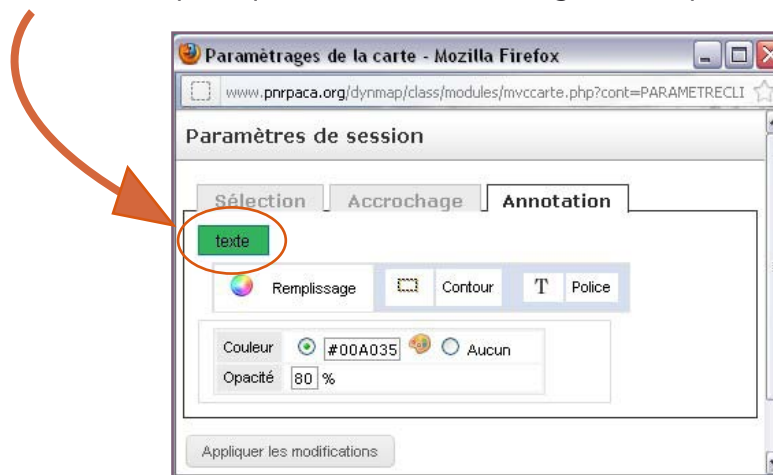 Paramètrages de la carte - Mozilla Firefox
www.pnrpaca.org/dynmap/class/modules/mvccarte.php?cont=PARAMETRECLI
Paramètres de session
Sélection Accrochage Annotation
texte
Remplissage Contour T Police
Couleur #00A035 Aucun
Opacité 80 %
Appliquer les modifications